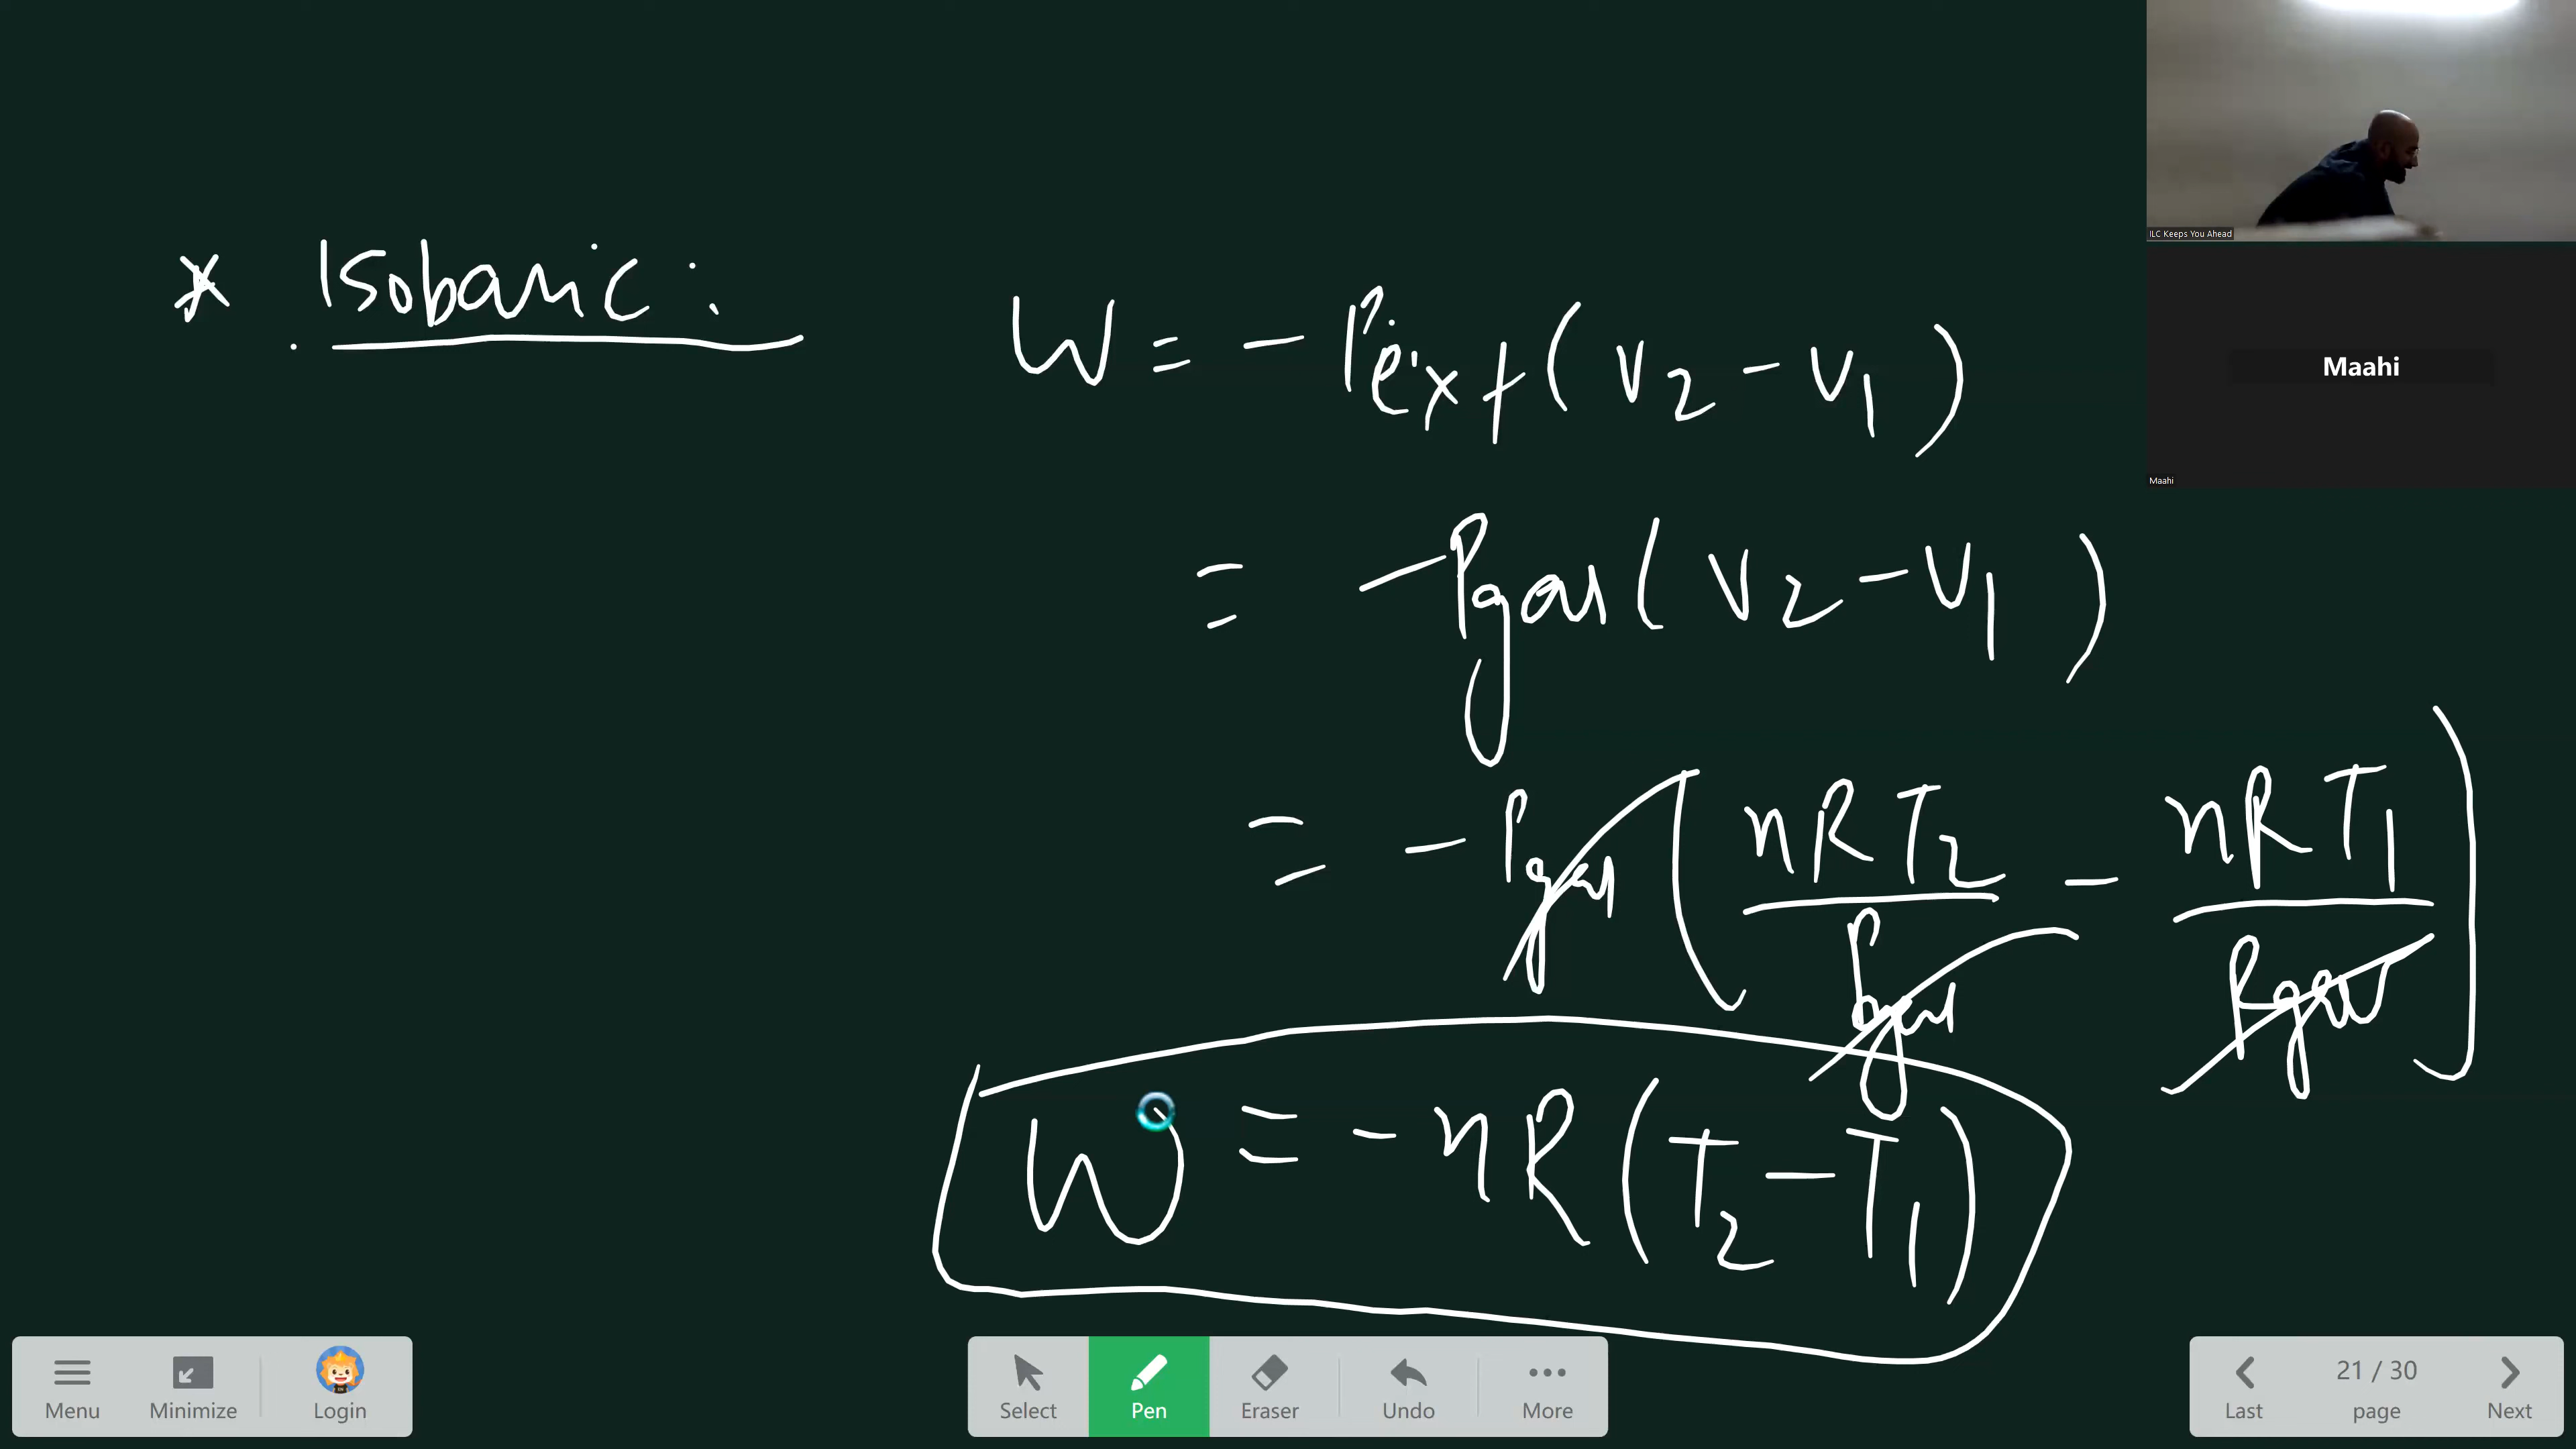 * Isobaric :
W = - Pext ( V2 - V1 )
= - Pgas ( V2 - V1 )
= - Pgas ( nRT2 / Pgas - nRT1 / Pgas )
W = - nR ( T2 - T1 )
ILC Keeps You Ahead
Maahi
Maahi
Menu Minimize Login
Select Pen Eraser Undo More
Last 21 / 30 page Next